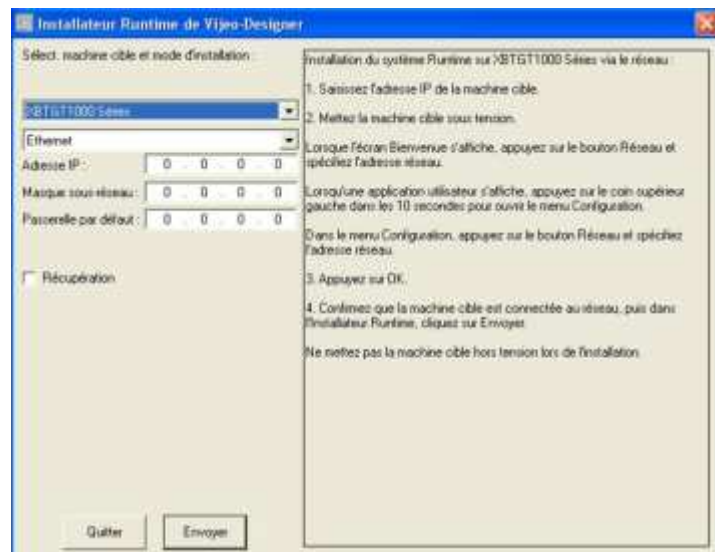 Installateur Runtime de Vijeo-Designer
Sélect. machine cible et mode d'installation :
XBTGT1000 Séries
Ethernet
Adresse IP : 0 . 0 . 0 . 0
Masque sous-réseau : 0 . 0 . 0 . 0
Passerelle par défaut : 0 . 0 . 0 . 0
Récupération
Quitter
Envoyer
Installation du système Runtime sur XBTGT1000 Séries via le réseau :
1. Saisissez l'adresse IP de la machine cible.
2. Mettez la machine cible sous tension.
Lorsque l'écran Bienvenue s'affiche, appuyez sur le bouton Réseau et
spécifiez l'adresse réseau.
Lorsqu'une application utilisateur s'affiche, appuyez sur le coin supérieur
gauche dans les 10 secondes pour ouvrir le menu Configuration.
Dans le menu Configuration, appuyez sur le bouton Réseau et spécifiez
l'adresse réseau.
3. Appuyez sur OK.
4. Confirmez que la machine cible est connectée au réseau, puis dans
l'Installateur Runtime, cliquez sur Envoyer.
Ne mettez pas la machine cible hors tension lors de l'installation.